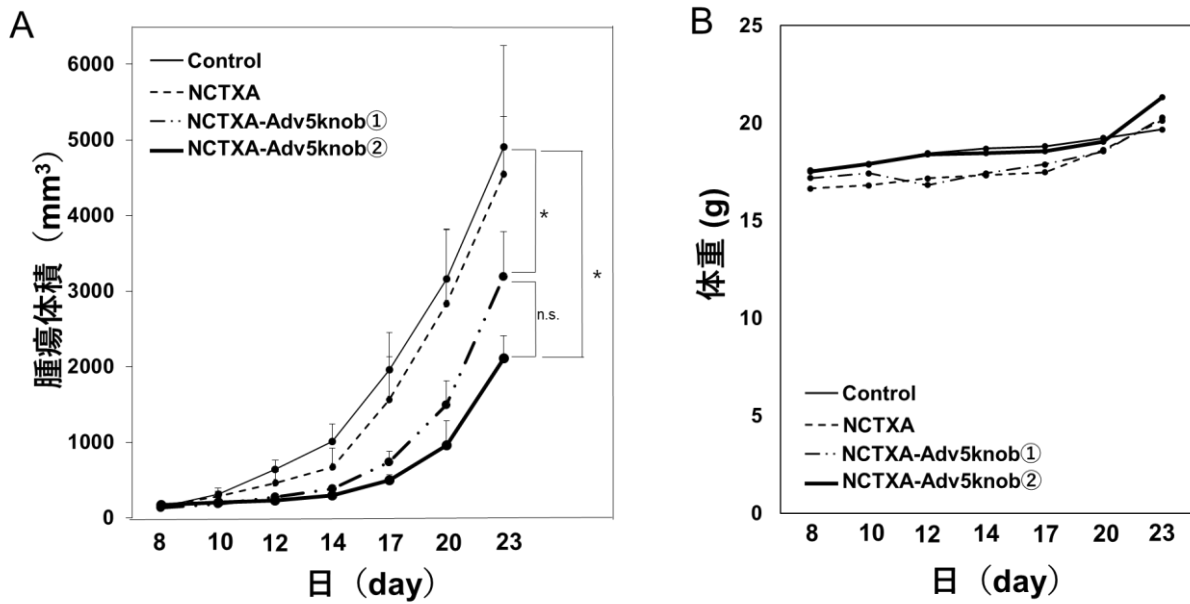 A
6000
5000
4000
3000
2000
1000
0
腫瘍体積（mm³）
Control
NCTXA
NCTXA-Adv5knob①
NCTXA-Adv5knob②
*
*
n.s.
8 10 12 14 17 20 23
日（day）
B
25
20
15
10
5
0
体重 (g)
Control
NCTXA
NCTXA-Adv5knob①
NCTXA-Adv5knob②
8 10 12 14 17 20 23
日（day）